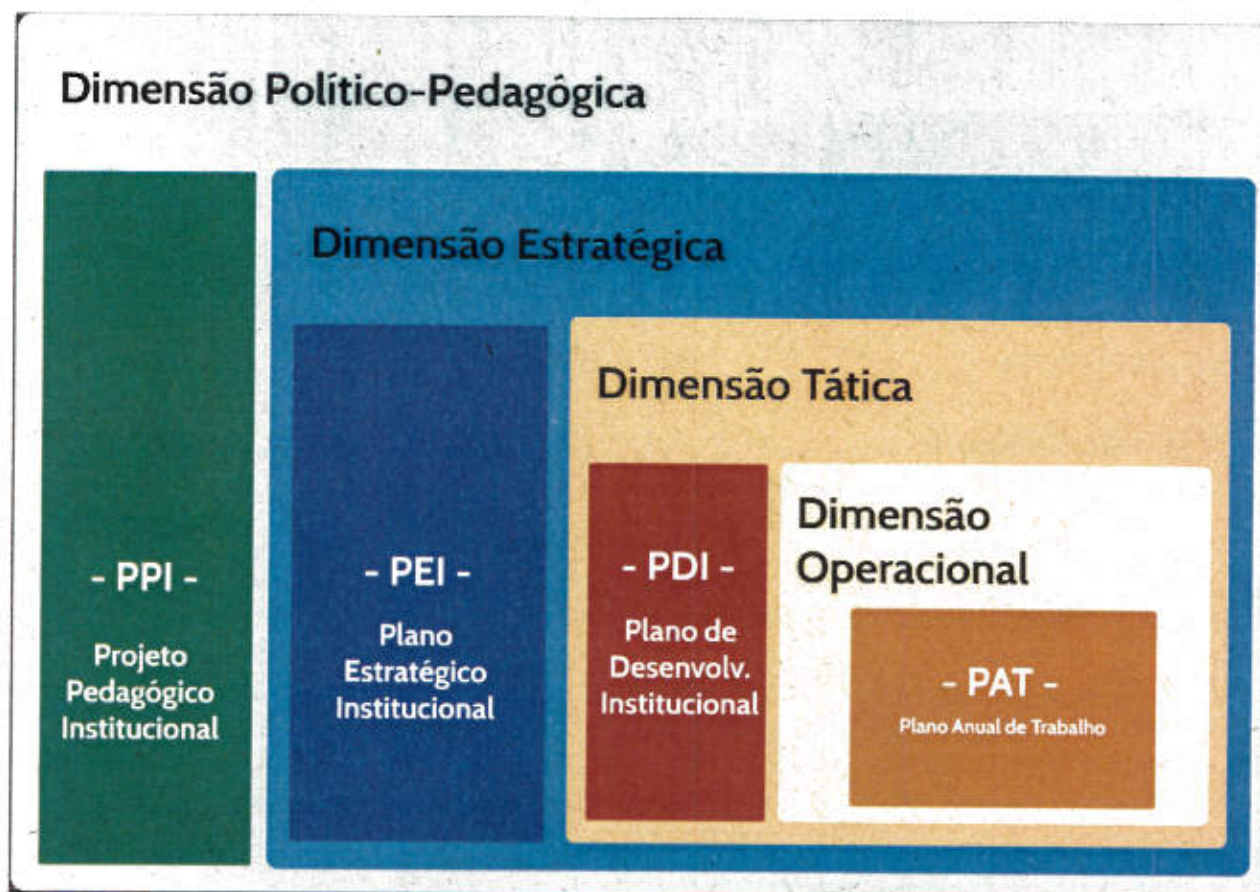 Dimensão Político-Pedagógica
Dimensão Estratégica
Dimensão Tática
Dimensão
Operacional
- PPI -
Projeto
Pedagógico
Institucional
- PEI -
Plano
Estratégico
Institucional
- PDI -
Plano de
Desenvolv.
Institucional
- PAT -
Plano Anual de Trabalho